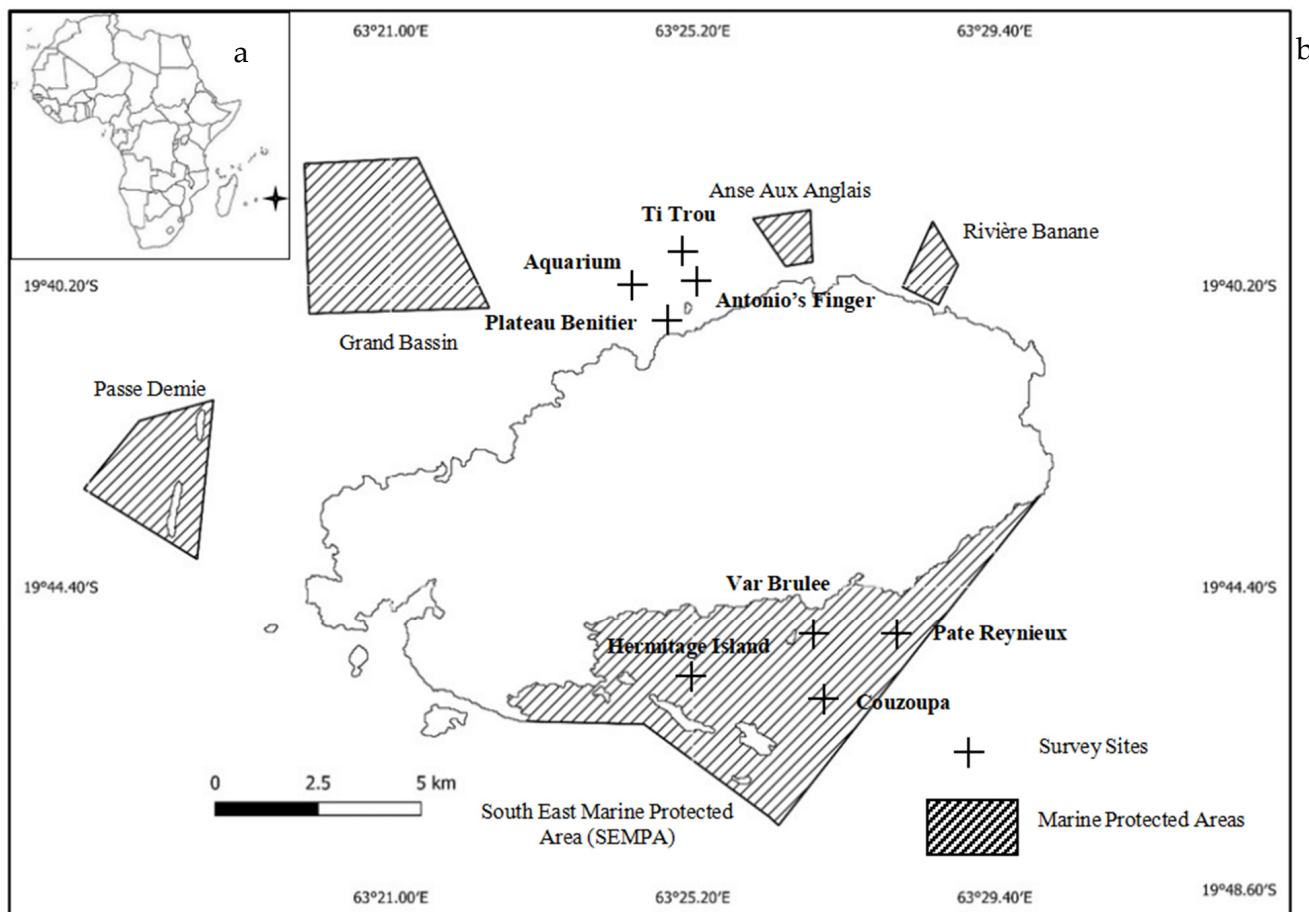 a
b
63°21.00′E
63°25.20′E
63°29.40′E
Anse Aux Anglais
Ti Trou
Rivière Banane
Aquarium
19°40.20′S
19°40.20′S
Antonio's Finger
Plateau Benitier
Grand Bassin
Passe Demie
19°44.40′S
19°44.40′S
Var Brulee
Pate Reynieux
Hermitage Island
Couzoupa
Survey Sites
0
2.5
5 km
South East Marine Protected
Area (SEMPA)
Marine Protected Areas
63°21.00′E
63°25.20′E
63°29.40′E
19°48.60′S